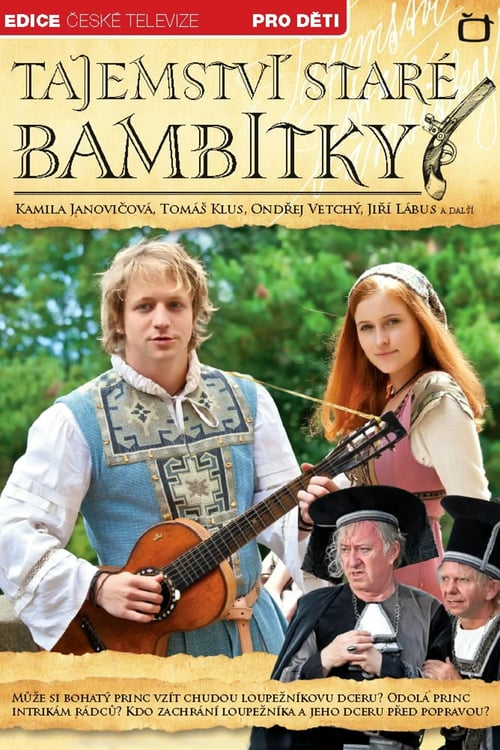 EDICE ČESKÉ TELEVIZE PRO DĚTI
TAJEMSTVÍ STARÉ
BAMBITKY
KAMILA JANOVIČOVÁ, TOMÁŠ KLUS, ONDŘEJ VETCHÝ, JIŘÍ LÁBUS A DALŠÍ
MŮŽE SI BOHATÝ PRINC VZÍT CHUDOU LOUPEŽNÍKOVU DCERU? ODOLÁ PRINC
INTRIKÁM RÁDCŮ? KDO ZACHRÁNÍ LOUPEŽNÍKA A JEHO DCERU PŘED POPRAVOU?